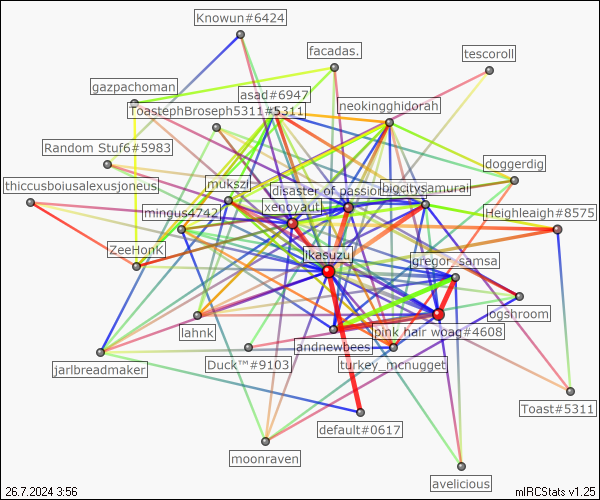 Knowun#6424
facadas.
tescoroll
gazpachoman
asad#6947
neokingghidorah
ToastephBroseph5311#5311
Random Stuf6#5983
doggerdig
thiccusboiusalexusjoneus
mukszi
disaster of passion
bigcitysamurai
mingus4742
xenovaut
Heighleaigh#8575
ZeeHonk
ikasuzu
gregor_samsa
lahnk
pink hair woag#4608
ogshroom
andnewbees
jarlbreadmaker
Duck™#9103
turkey_mcnugget
Toast#5311
default#0617
moonraven
avelicious
26.7.2024 3:56
mIRCStats v1.25